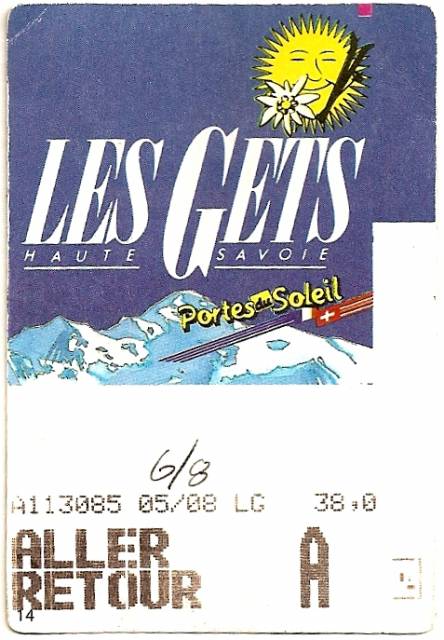 LES GETS
HAUTE SAVOIE
Portes du Soleil
6/8
A113085 05/08 LG 38,0
ALLER A
RETOUR
14